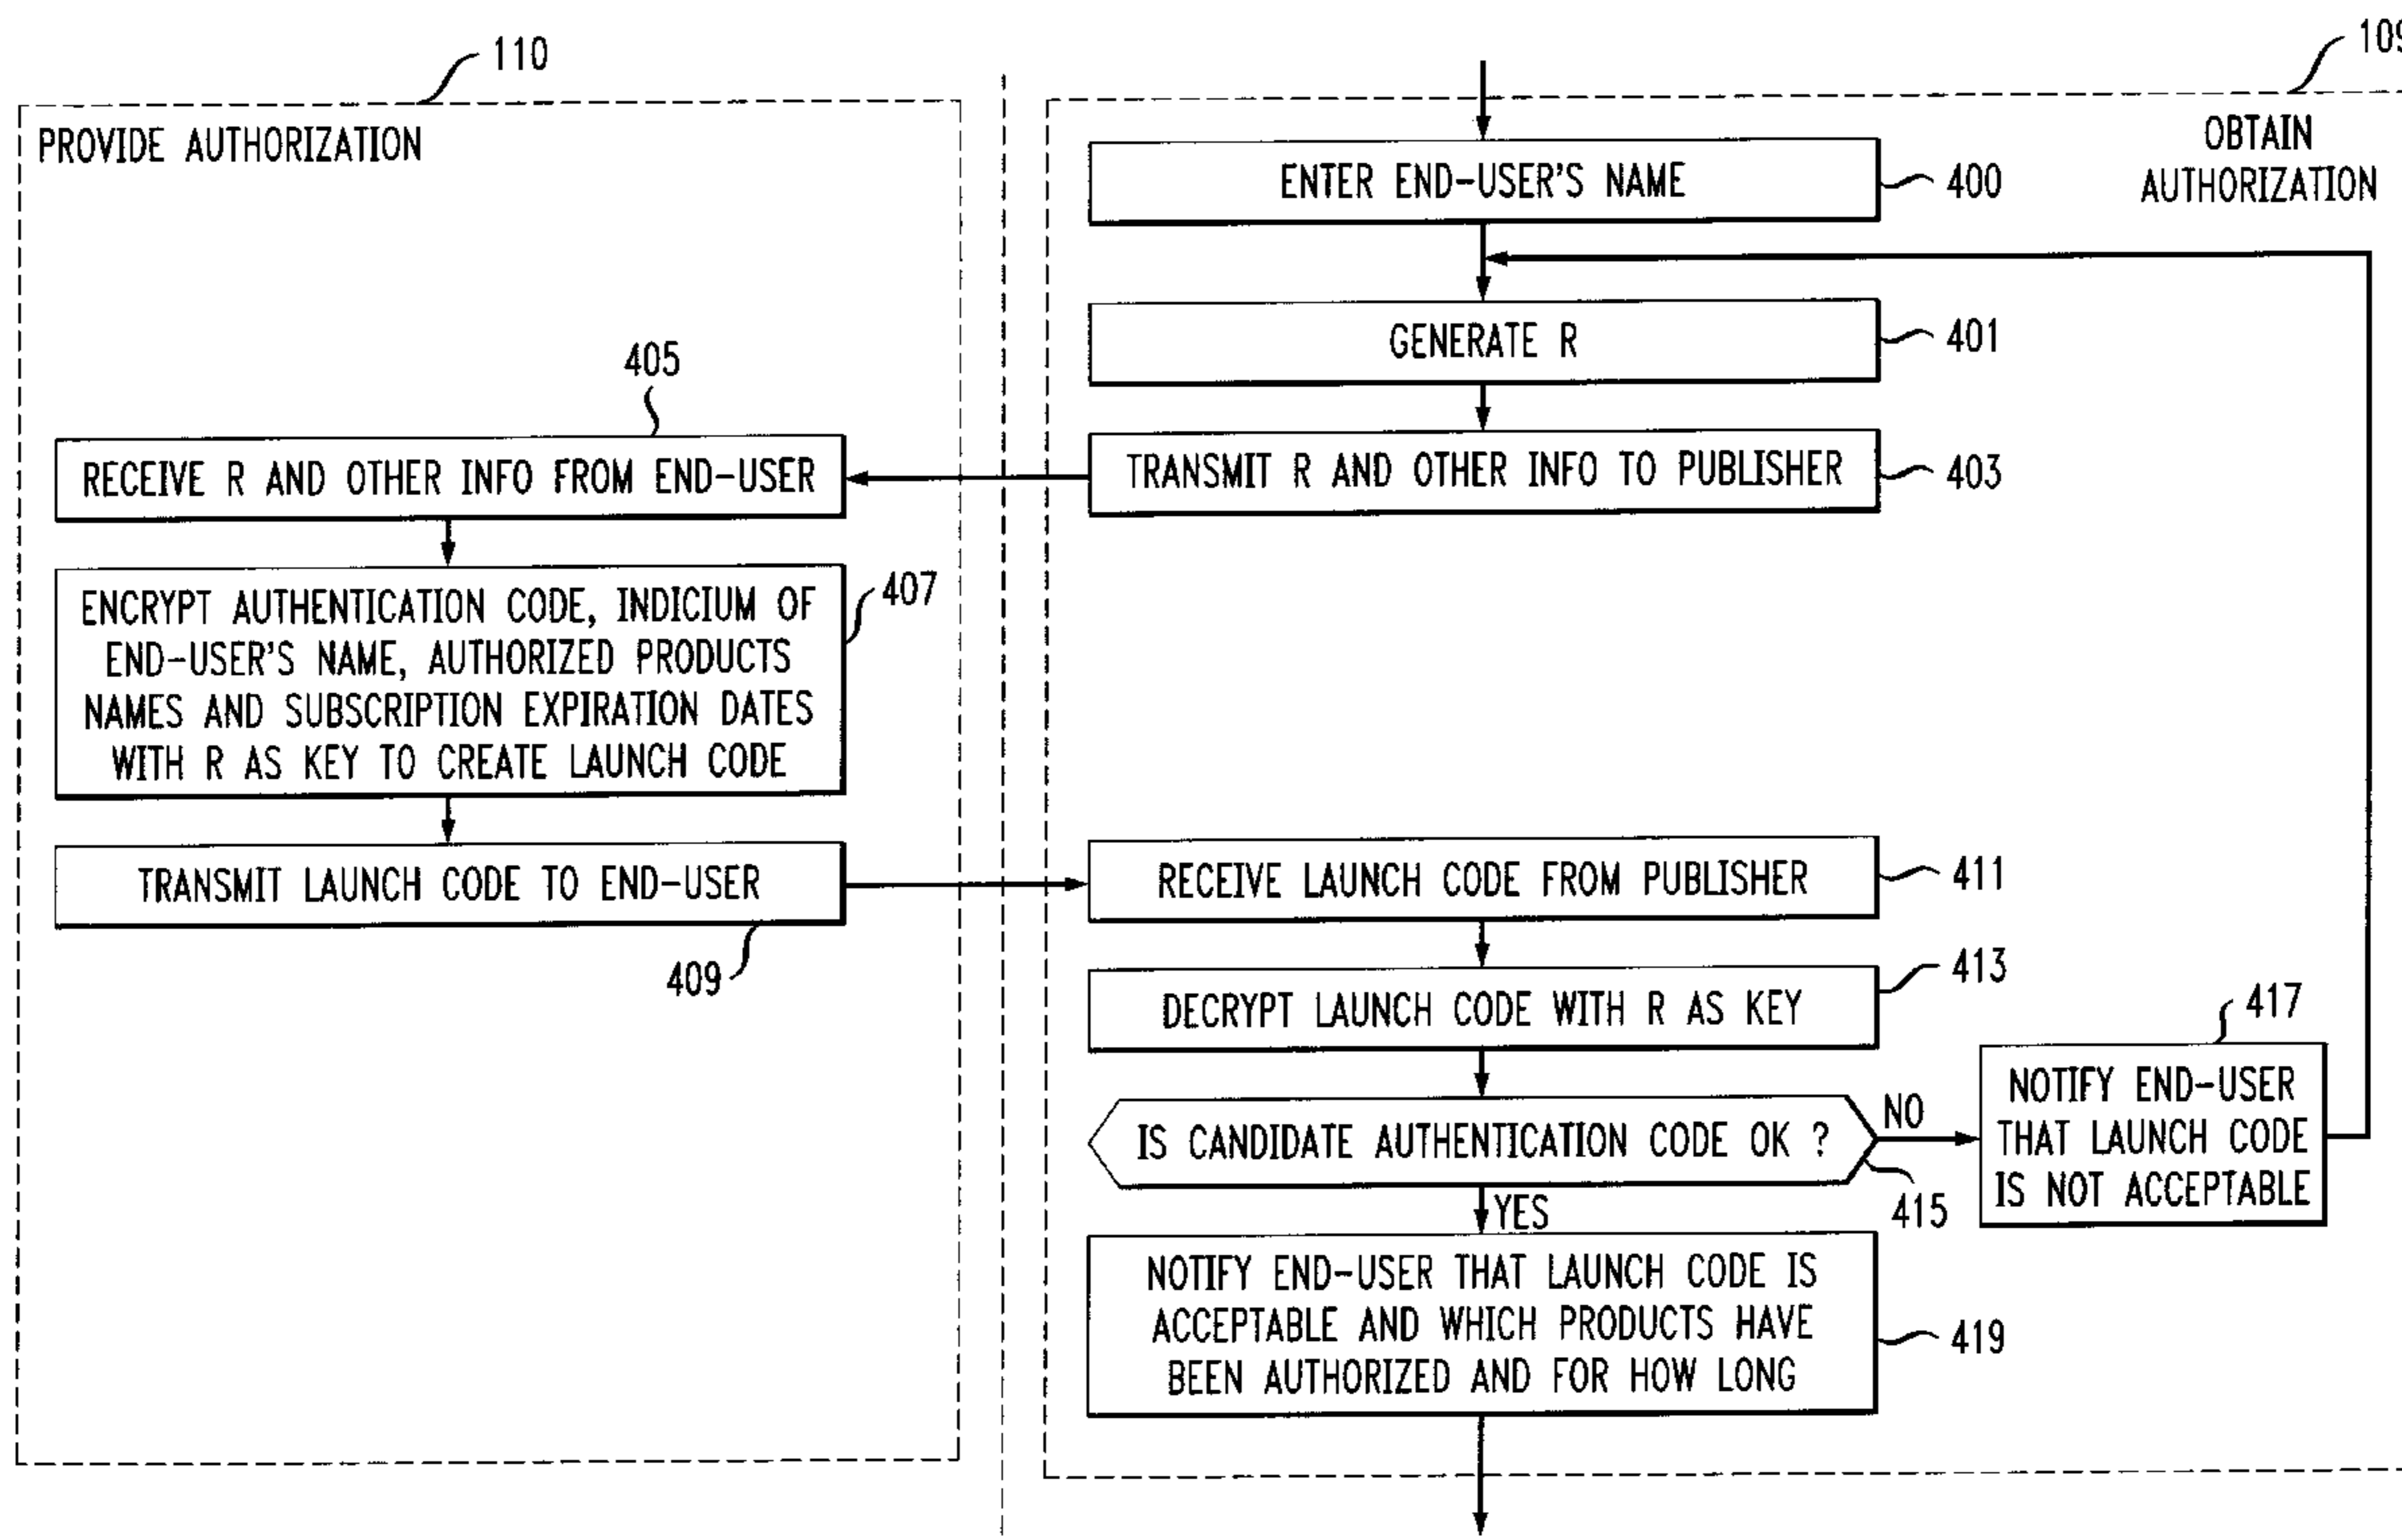 110
PROVIDE AUTHORIZATION
405
RECEIVE R AND OTHER INFO FROM END-USER
ENCRYPT AUTHENTICATION CODE, INDICIUM OF
END-USER'S NAME, AUTHORIZED PRODUCTS
NAMES AND SUBSCRIPTION EXPIRATION DATES
WITH R AS KEY TO CREATE LAUNCH CODE
407
TRANSMIT LAUNCH CODE TO END-USER
409
109
OBTAIN
AUTHORIZATION
ENTER END-USER'S NAME
400
GENERATE R
401
TRANSMIT R AND OTHER INFO TO PUBLISHER
403
RECEIVE LAUNCH CODE FROM PUBLISHER
411
DECRYPT LAUNCH CODE WITH R AS KEY
413
IS CANDIDATE AUTHENTICATION CODE OK ?
415
NO
417
NOTIFY END-USER
THAT LAUNCH CODE
IS NOT ACCEPTABLE
YES
NOTIFY END-USER THAT LAUNCH CODE IS
ACCEPTABLE AND WHICH PRODUCTS HAVE
BEEN AUTHORIZED AND FOR HOW LONG
419